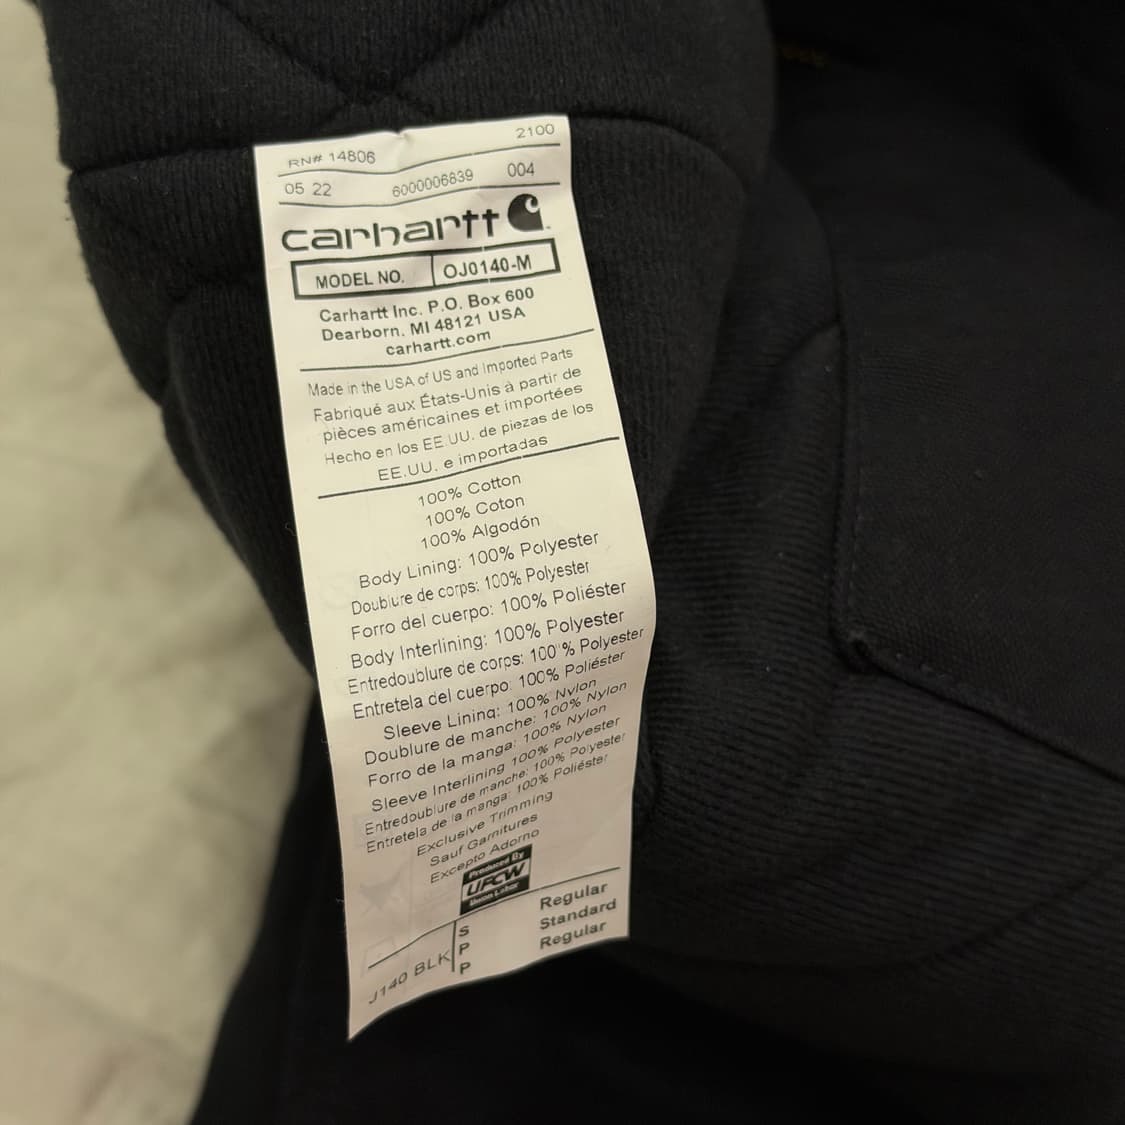 2100
RN# 14806
05 22 6000006839 004
carhartt
MODEL NO. OJ0140-M
Carhartt Inc. P.O. Box 600
Dearborn, MI 48121 USA
carhartt.com
Made in the USA of US and Imported Parts
Fabriqué aux États-Unis à partir de
pièces américaines et importées
Hecho en los EE.UU. de piezas de los
EE.UU. e importadas
100% Cotton
100% Coton
100% Algodón
Body Lining: 100% Polyester
Doublure de corps: 100% Polyester
Forro del cuerpo: 100% Poliéster
Body Interlining: 100% Polyester
Entredoublure de corps: 100% Polyester
Entretela del cuerpo: 100% Poliéster
Sleeve Lining: 100% Nylon
Doublure de manche: 100% Nylon
Forro de la manga: 100% Nylon
Sleeve Interlining 100% Polyester
Entredoublure de manche: 100% Polyester
Entretela de la manga: 100% Poliéster
Exclusive Trimming
Sauf Garnitures
Excepto Adorno
Produced By
UFCW
Union Labor
S Regular
P Standard
P Regular
J140 BLK